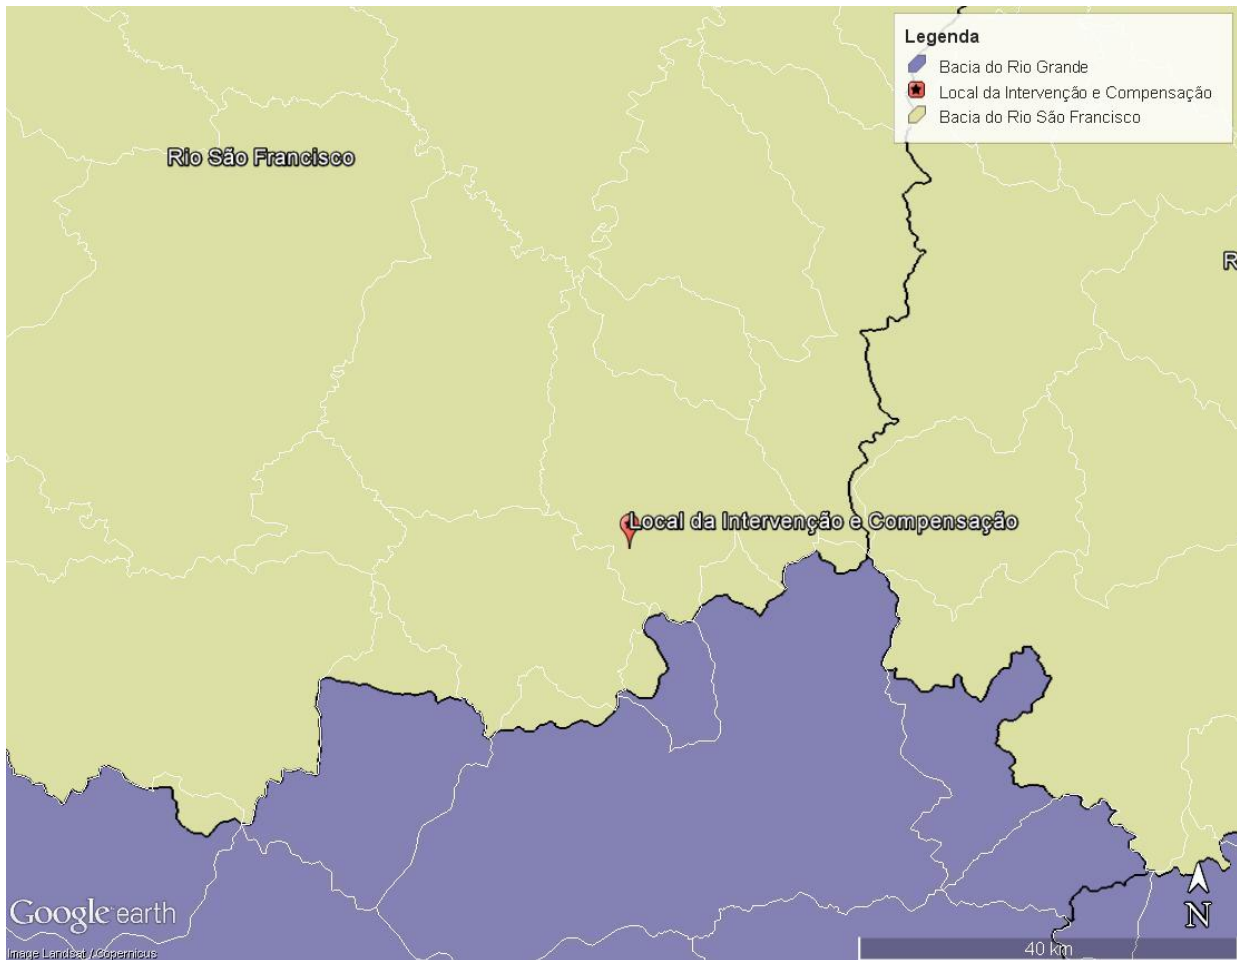 Legenda
Bacia do Rio Grande
Local da Intervenção e Compensação
Bacia do Rio São Francisco
Rio São Francisco
R
Local da Intervenção e Compensação
Google earth
N
Image Landsat / Copernicus
40 km